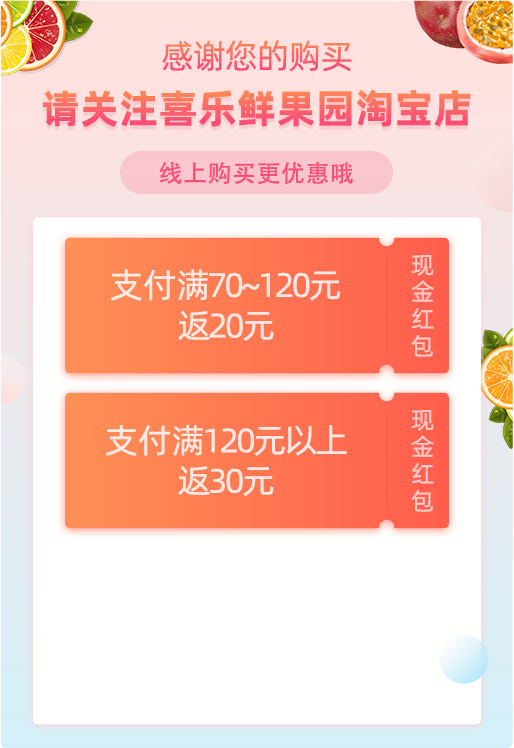 感谢您的购买
请关注喜乐鲜果园淘宝店
线上购买更优惠哦
支付满70~120元
返20元
现金红包
支付满120元以上
返30元
现金红包